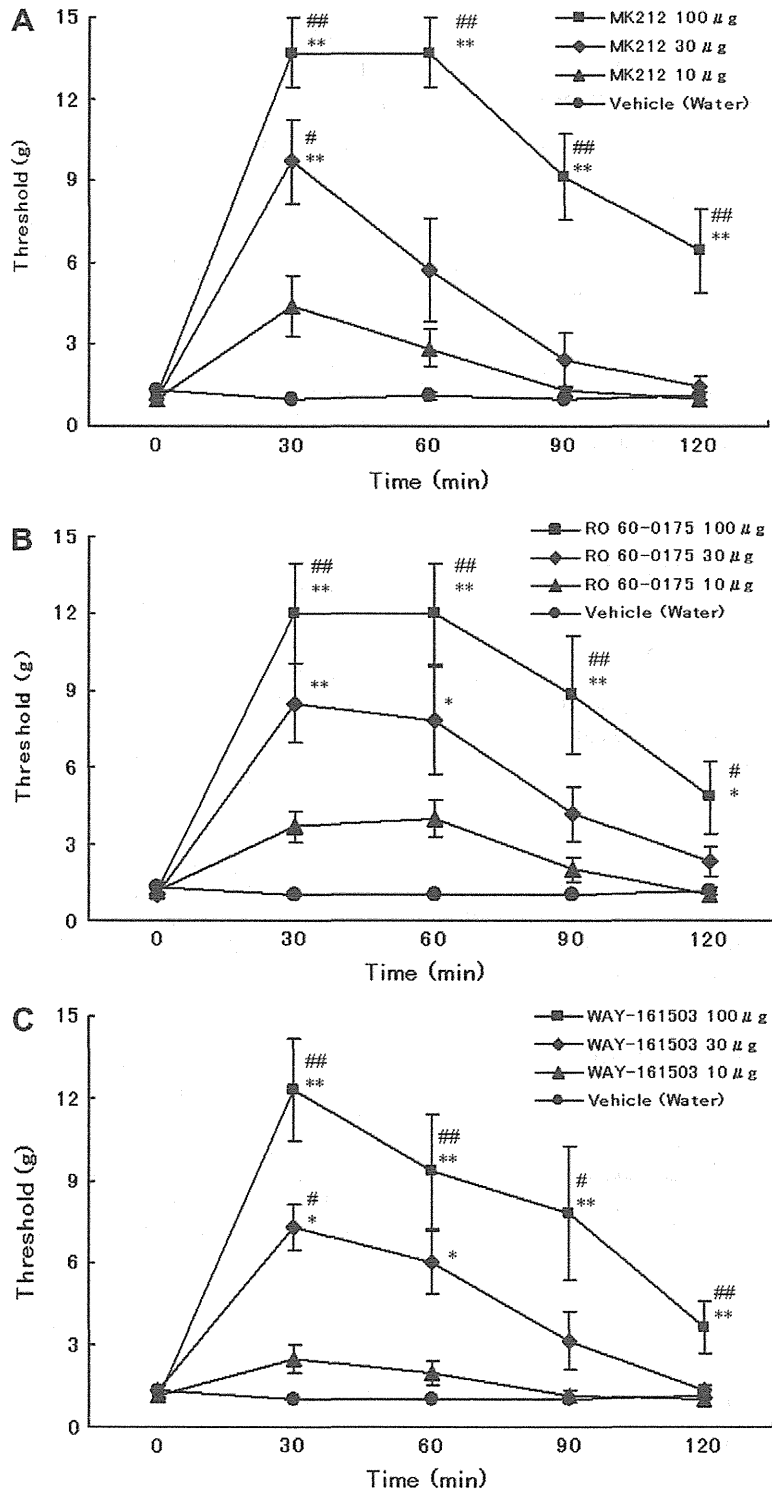 A
15
12
9
6
3
0
Threshold (g)
MK212 100 μg
MK212 30 μg
MK212 10 μg
Vehicle (Water)
##
**
##
**
#
**
##
**
##
**
0 30 60 90 120
Time (min)
B
15
12
9
6
3
0
Threshold (g)
RO 60-0175 100 μg
RO 60-0175 30 μg
RO 60-0175 10 μg
Vehicle (Water)
##
**
##
**
**
*
##
**
#
*
0 30 60 90 120
Time (min)
C
15
12
9
6
3
0
Threshold (g)
WAY-161503 100 μg
WAY-161503 30 μg
WAY-161503 10 μg
Vehicle (Water)
##
**
##
**
#
*
*
#
**
##
**
0 30 60 90 120
Time (min)